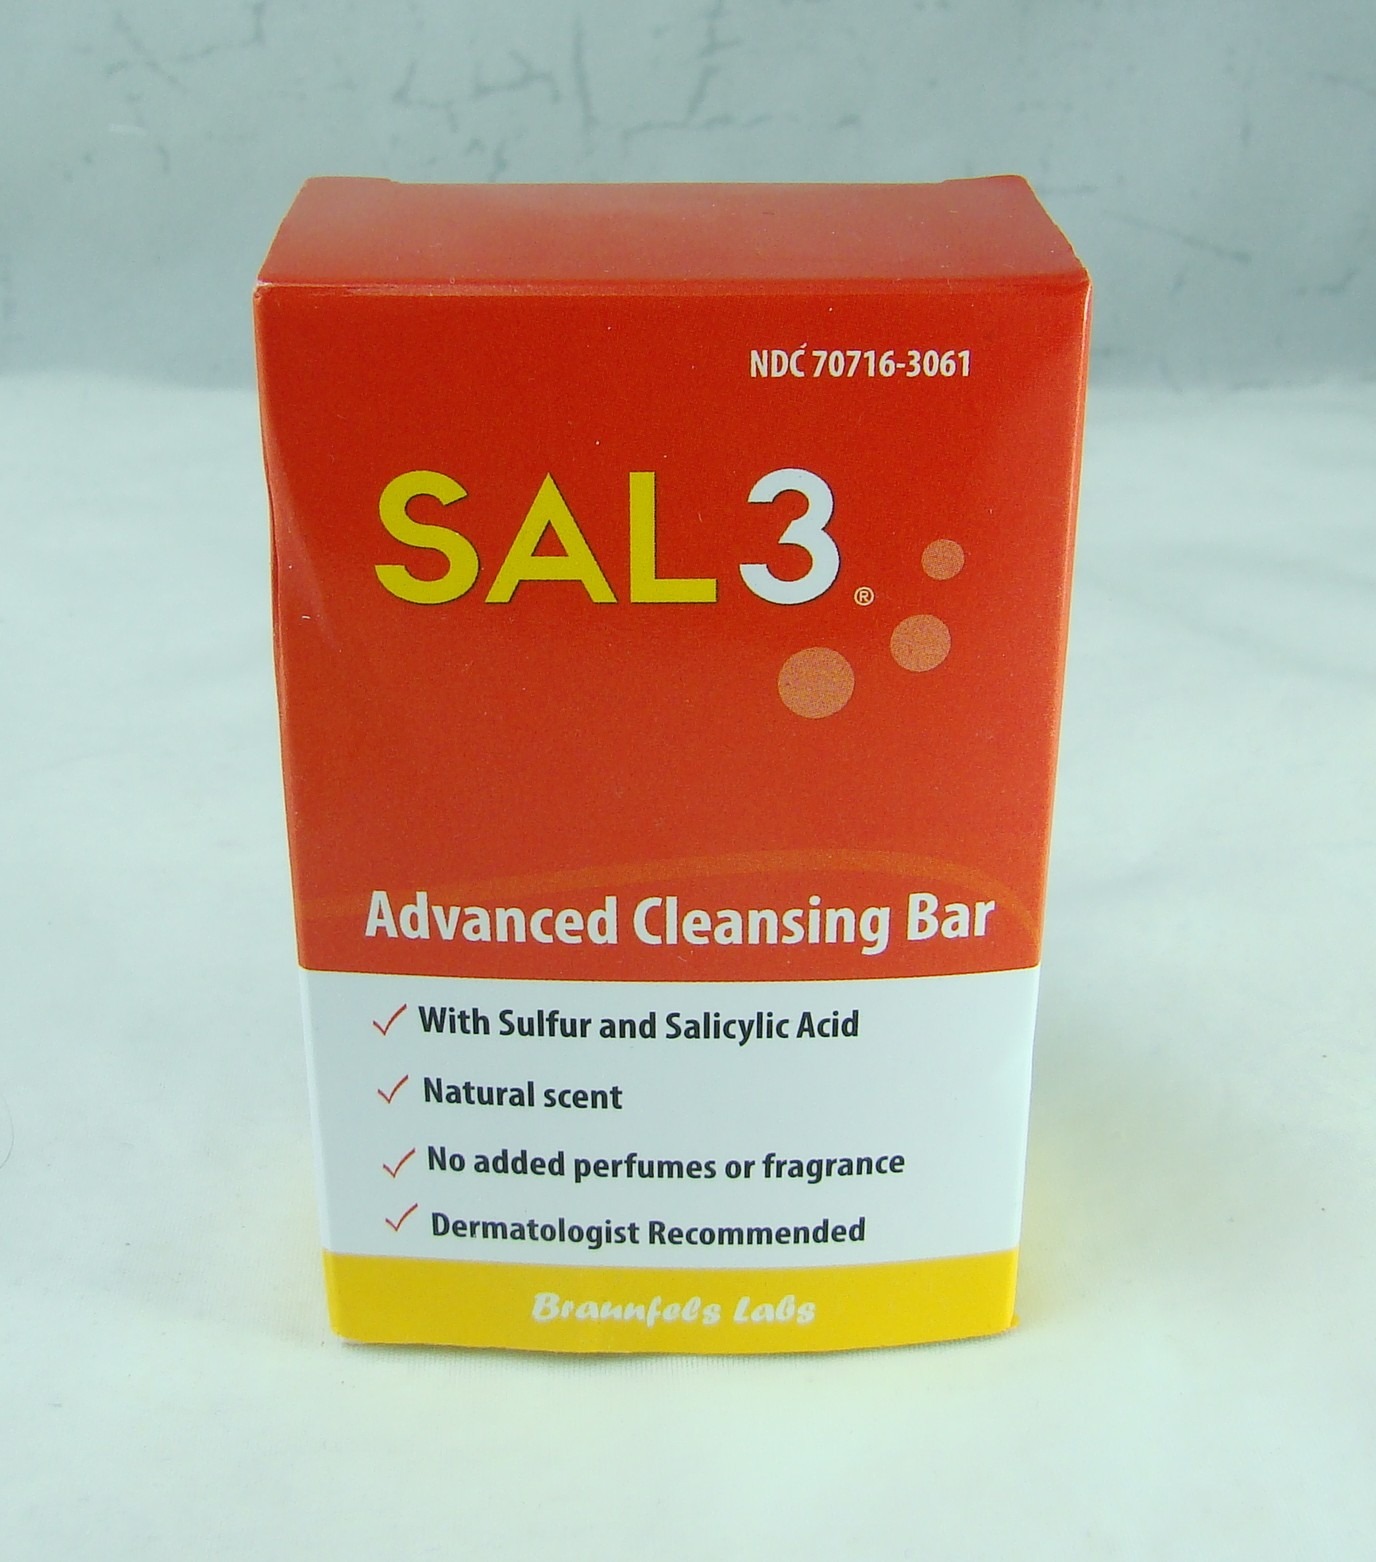 NDC 70716-3061
SAL3®
Advanced Cleansing Bar
With Sulfur and Salicylic Acid
Natural scent
No added perfumes or fragrance
Dermatologist Recommended
Braunfels Labs